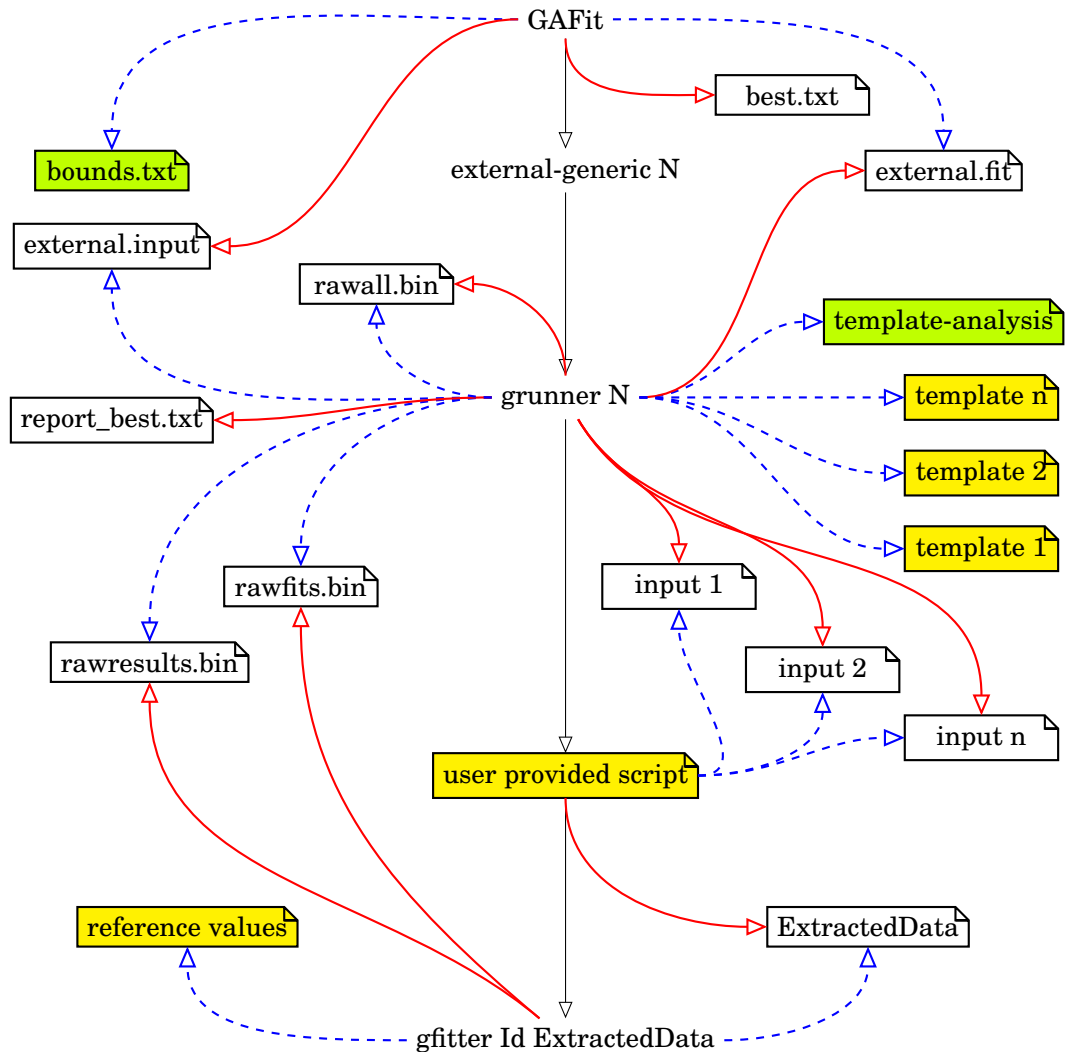 GAFit
best.txt
bounds.txt
external-generic N
external.fit
external.input
rawall.bin
template-analysis
grunner N
template n
report_best.txt
template 2
template 1
rawfits.bin
input 1
rawresults.bin
input 2
input n
user provided script
reference values
ExtractedData
gfitter Id ExtractedData